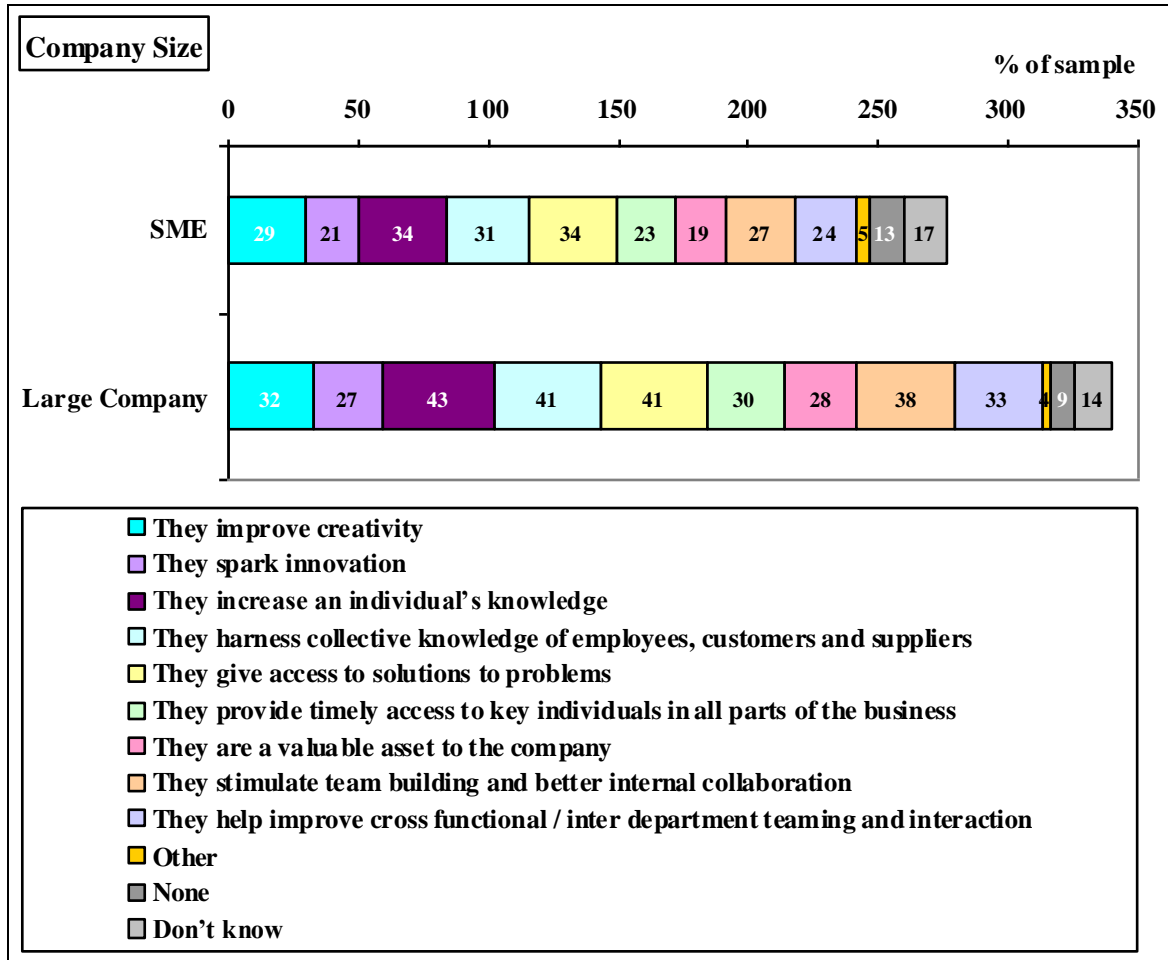 Company Size
% of sample
0 50 100 150 200 250 300 350
SME
29 21 34 31 34 23 19 27 24 5 13 17
Large Company
32 27 43 41 41 30 28 38 33 4 9 14
They improve creativity
They spark innovation
They increase an individual’s knowledge
They harness collective knowledge of employees, customers and suppliers
They give access to solutions to problems
They provide timely access to key individuals in all parts of the business
They are a valuable asset to the company
They stimulate team building and better internal collaboration
They help improve cross functional / inter department teaming and interaction
Other
None
Don’t know